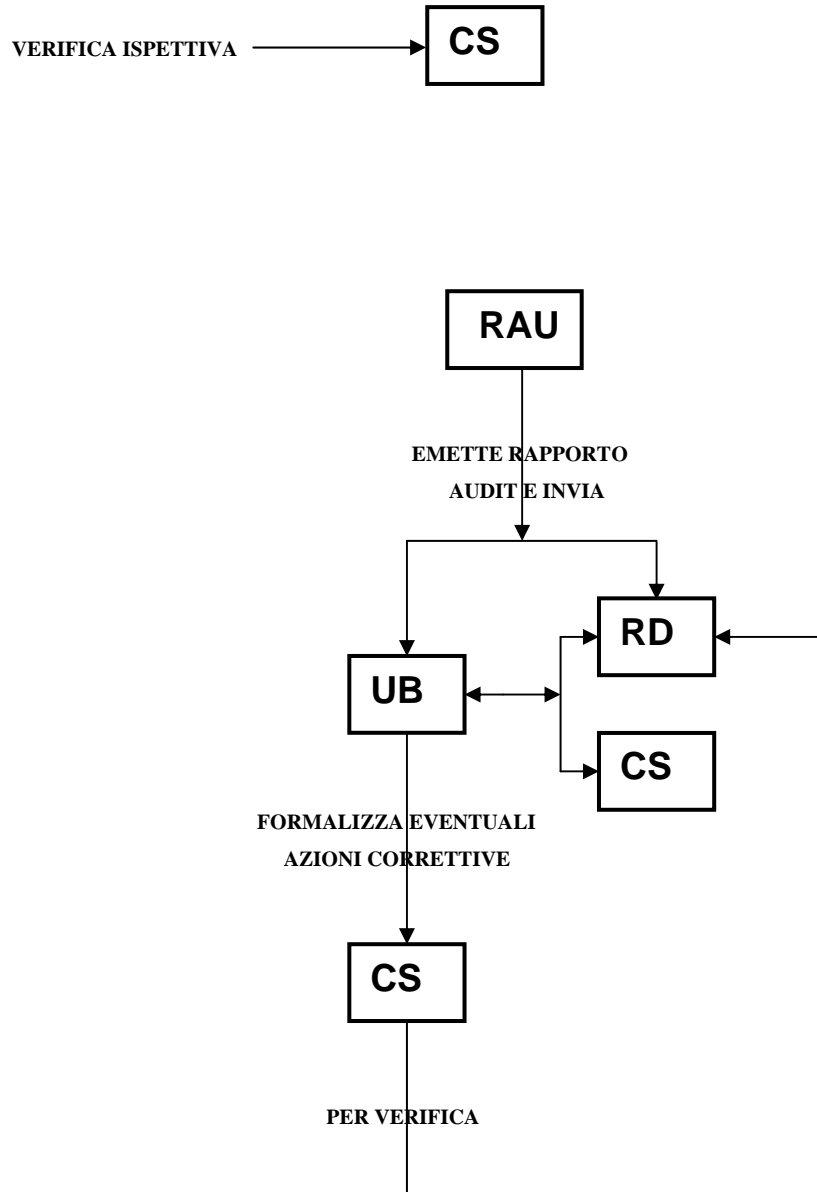 VERIFICA ISPETTIVA
CS
RAU
EMETTE RAPPORTO
AUDIT E INVIA
RD
UB
CS
FORMALIZZA EVENTUALI
AZIONI CORRETTIVE
CS
PER VERIFICA